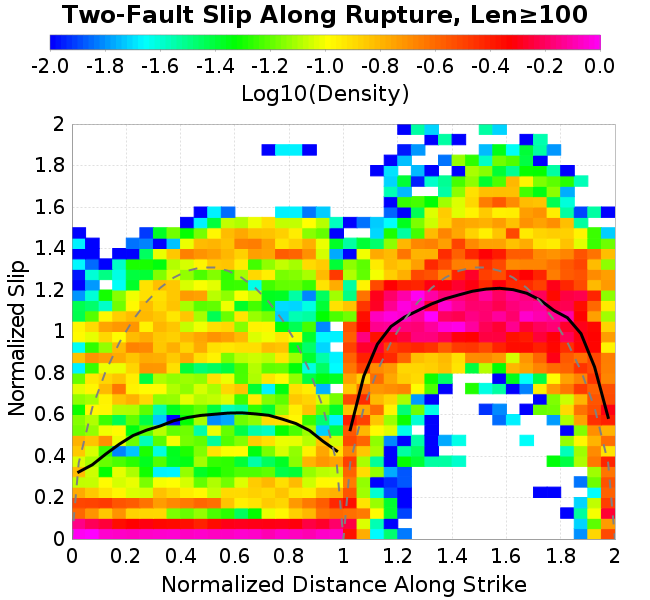 Two-Fault Slip Along Rupture, Len≥100
-2.0 -1.8 -1.6 -1.4 -1.2 -1.0 -0.8 -0.6 -0.4 -0.2 0.0
Log10(Density)
2
1.8
1.6
1.4
1.2
1
0.8
0.6
0.4
0.2
0
Normalized Slip
0 0.2 0.4 0.6 0.8 1 1.2 1.4 1.6 1.8 2
Normalized Distance Along Strike